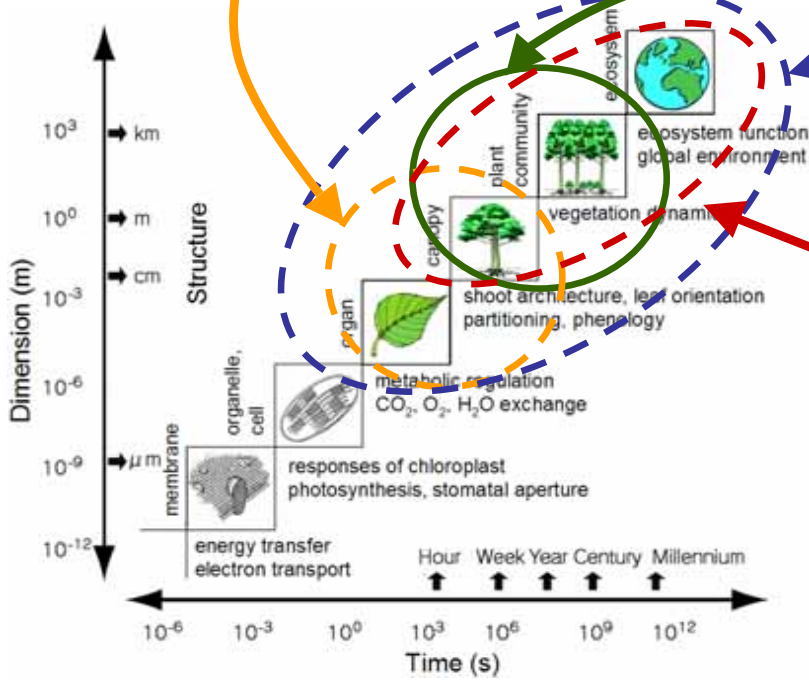 ecosystem
plant
community
canopy
organ
organelle,
cell
membrane
Structure
Dimension (m)
10³
10⁰
10⁻³
10⁻⁶
10⁻⁹
10⁻¹²
km
m
cm
μm
ecosystem function
global environment
vegetation dynami
shoot architecture, leaf orientation
partitioning, phenology
metabolic regulation
CO₂, O₂, H₂O exchange
responses of chloroplast
photosynthesis, stomatal aperture
energy transfer
electron transport
Hour Week Year Century Millennium
10⁻⁶ 10⁻³ 10⁰ 10³ 10⁶ 10⁹ 10¹²
Time (s)